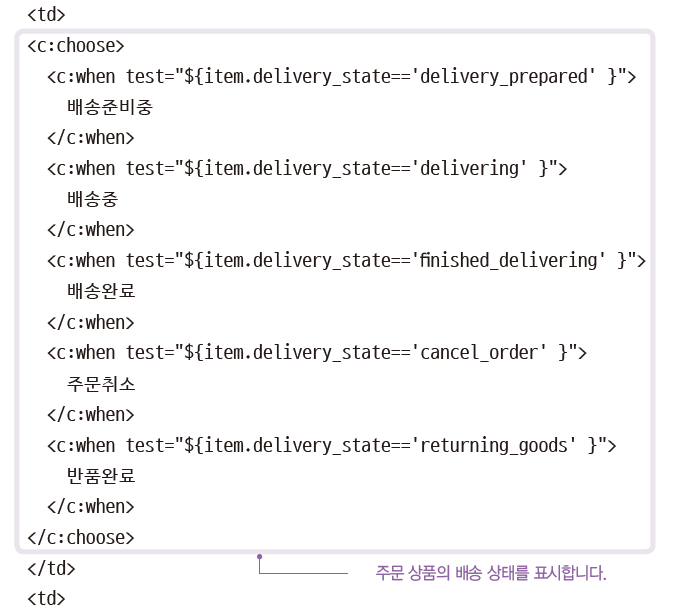 <td>
<c:choose>
  <c:when test="${item.delivery_state=='delivery_prepared' }">
    배송준비중
  </c:when>
  <c:when test="${item.delivery_state=='delivering' }">
    배송중
  </c:when>
  <c:when test="${item.delivery_state=='finished_delivering' }">
    배송완료
  </c:when>
  <c:when test="${item.delivery_state=='cancel_order' }">
    주문취소
  </c:when>
  <c:when test="${item.delivery_state=='returning_goods' }">
    반품완료
  </c:when>
</c:choose>
</td>
주문 상품의 배송 상태를 표시합니다.
<td>